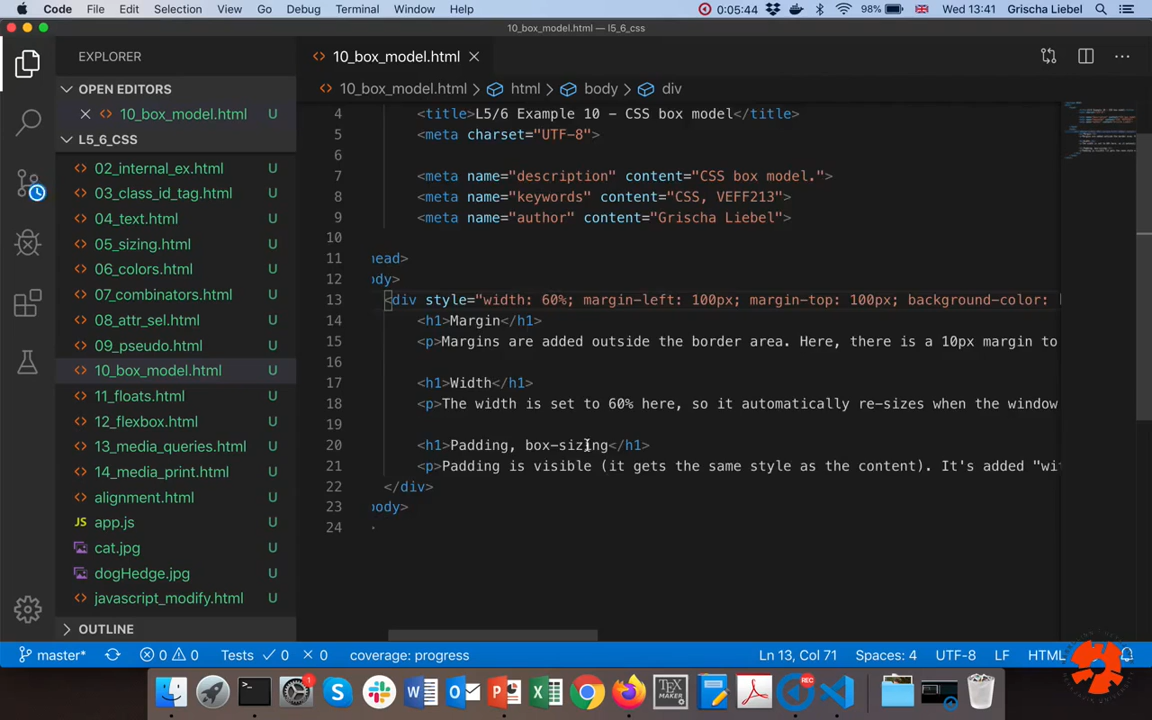 Code File Edit Selection View Go Debug Terminal Window Help 0:05:44 98% Wed 13:41 Grischa Liebel
10_box_model.html — l5_6_css
EXPLORER
10_box_model.html
OPEN EDITORS
10_box_model.html > html > body > div
10_box_model.html U
L5_6_CSS
02_internal_ex.html U
03_class_id_tag.html U
04_text.html U
05_sizing.html U
06_colors.html U
07_combinators.html U
08_attr_sel.html U
09_pseudo.html U
10_box_model.html U
11_floats.html U
12_flexbox.html U
13_media_queries.html U
14_media_print.html U
alignment.html U
JS app.js U
cat.jpg U
dogHedge.jpg U
javascript_modify.html U
OUTLINE
4 <title>L5/6 Example 10 - CSS box model</title>
5 <meta charset="UTF-8">
6
7 <meta name="description" content="CSS box model.">
8 <meta name="keywords" content="CSS, VEFF213">
9 <meta name="author" content="Grischa Liebel">
10
11 head>
12 ody>
13 <div style="width: 60%; margin-left: 100px; margin-top: 100px; background-color:
14 <h1>Margin</h1>
15 <p>Margins are added outside the border area. Here, there is a 10px margin to
16
17 <h1>Width</h1>
18 <p>The width is set to 60% here, so it automatically re-sizes when the window
19
20 <h1>Padding, box-sizing</h1>
21 <p>Padding is visible (it gets the same style as the content). It's added "wi
22 </div>
23 body>
24
master* 0 0 Tests 0 0 coverage: progress Ln 13, Col 71 Spaces: 4 UTF-8 LF HTML